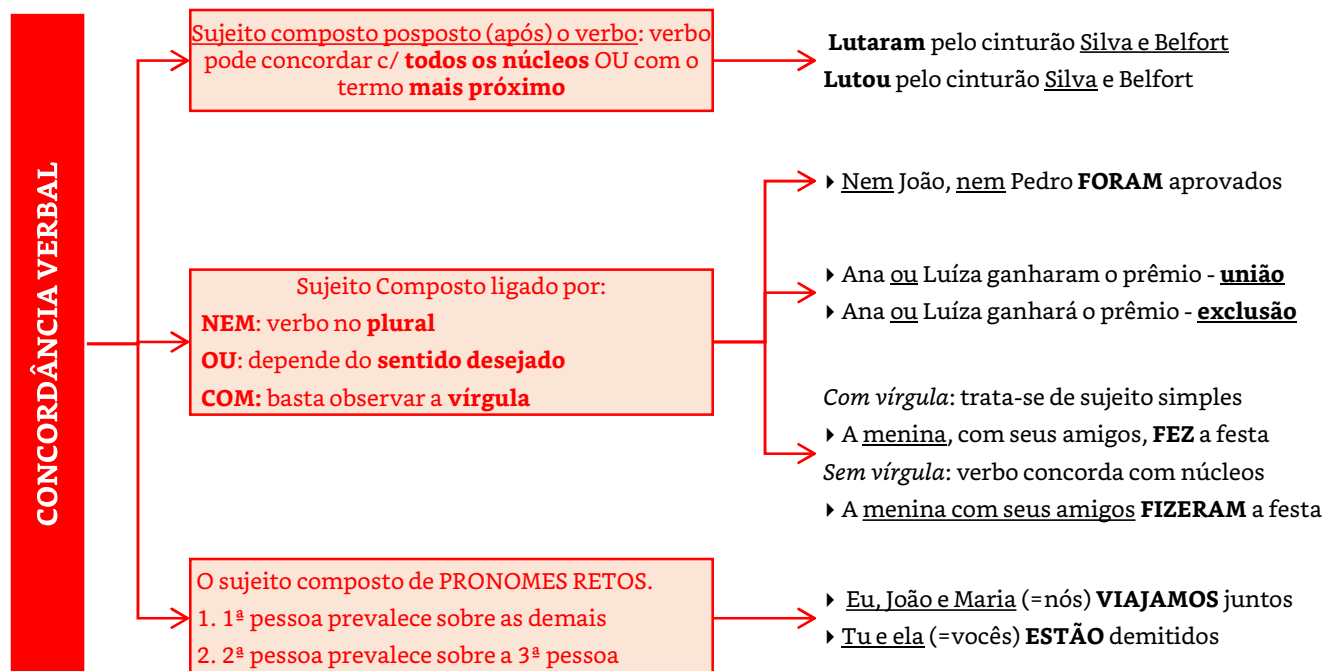 CONCORDÂNCIA VERBAL
Sujeito composto posposto (após) o verbo: verbo
pode concordar c/ todos os núcleos OU com o
termo mais próximo
Lutaram pelo cinturão Silva e Belfort
Lutou pelo cinturão Silva e Belfort
Sujeito Composto ligado por:
NEM: verbo no plural
OU: depende do sentido desejado
COM: basta observar a vírgula
‣ Nem João, nem Pedro FORAM aprovados
‣ Ana ou Luíza ganharam o prêmio - união
‣ Ana ou Luíza ganhará o prêmio - exclusão
Com vírgula: trata-se de sujeito simples
‣ A menina, com seus amigos, FEZ a festa
Sem vírgula: verbo concorda com núcleos
‣ A menina com seus amigos FIZERAM a festa
O sujeito composto de PRONOMES RETOS.
1. 1ª pessoa prevalece sobre as demais
2. 2ª pessoa prevalece sobre a 3ª pessoa
‣ Eu, João e Maria (=nós) VIAJAMOS juntos
‣ Tu e ela (=vocês) ESTÃO demitidos